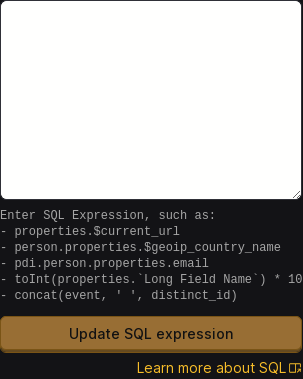 Enter SQL Expression, such as:
- properties.$current_url
- person.properties.$geoip_country_name
- pdi.person.properties.email
- toInt(properties.`Long Field Name`) * 10
- concat(event, ' ', distinct_id)
Update SQL expression
Learn more about SQL